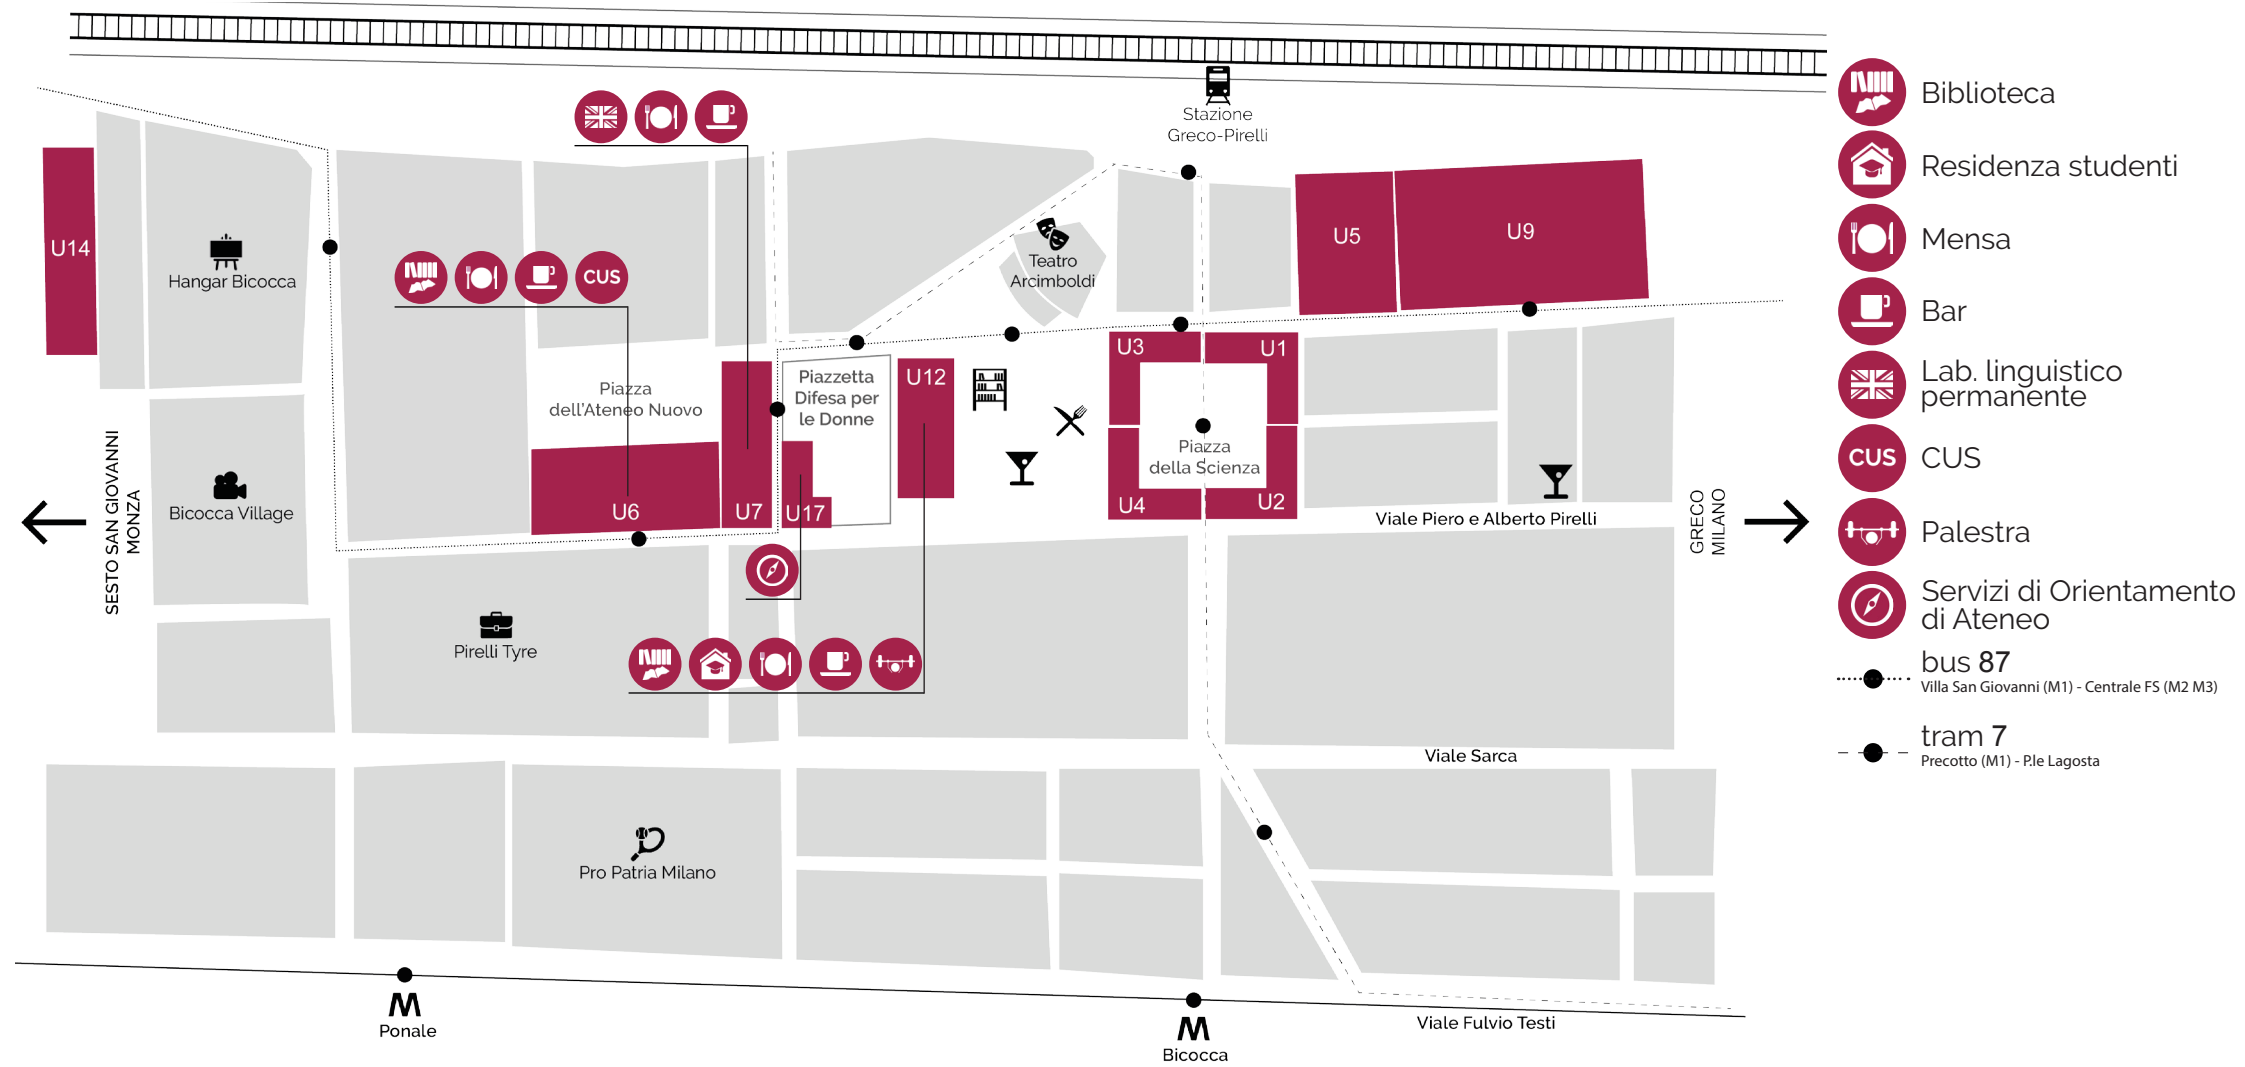 Stazione
Greco-Pirelli
U14
Hangar Bicocca
CUS
Teatro
Arcimboldi
U5
U9
Piazza
dell'Ateneo Nuovo
Piazzetta
Difesa per
le Donne
U12
U3
U1
Piazza
della Scienza
U4
U2
U6
U7
U17
SESTO SAN GIOVANNI
MONZA
Bicocca Village
Viale Piero e Alberto Pirelli
GRECO
MILANO
Pirelli Tyre
Viale Sarca
Pro Patria Milano
M
Ponale
M
Bicocca
Viale Fulvio Testi
Biblioteca
Residenza studenti
Mensa
Bar
Lab. linguistico
permanente
CUS CUS
Palestra
Servizi di Orientamento
di Ateneo
bus 87
Villa San Giovanni (M1) - Centrale FS (M2 M3)
tram 7
Precotto (M1) - P.le Lagosta